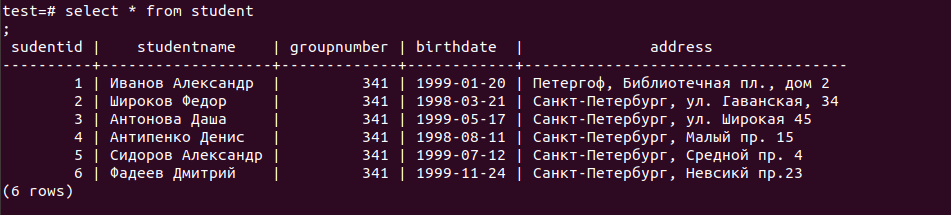 test=# select * from student
;
 sudentid |    studentname    | groupnumber | birthdate  |              address
----------+-------------------+-------------+------------+-----------------------------------
        1 | Иванов Александр  |         341 | 1999-01-20 | Петергоф, Библиотечная пл., дом 2
        2 | Широков Федор     |         341 | 1998-03-21 | Санкт-Петербург, ул. Гаванская, 34
        3 | Антонова Даша     |         341 | 1999-05-17 | Санкт-Петербург, ул. Широкая 45
        4 | Антипенко Денис   |         341 | 1998-08-11 | Санкт-Петербург, Малый пр. 15
        5 | Сидоров Александр |         341 | 1999-07-12 | Санкт-Петербург, Средной пр. 4
        6 | Фадеев Дмитрий    |         341 | 1999-11-24 | Санкт-Петербург, Невсикй пр.23
(6 rows)